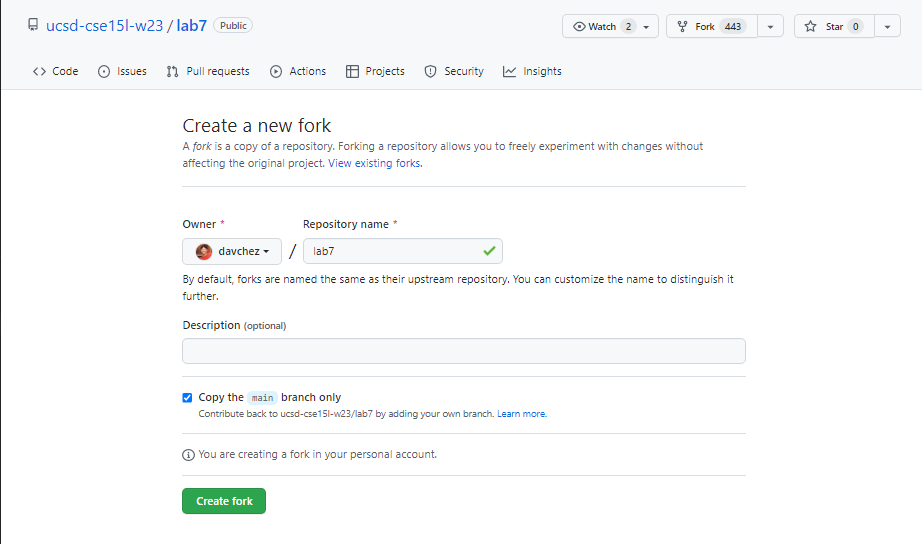 ucsd-cse15l-w23 / lab7 Public
Watch 2 Fork 443 Star 0
Code Issues Pull requests Actions Projects Security Insights
Create a new fork
A fork is a copy of a repository. Forking a repository allows you to freely experiment with changes without
affecting the original project. View existing forks.
Owner * Repository name *
davchez / lab7
By default, forks are named the same as their upstream repository. You can customize the name to distinguish it
further.
Description (optional)
Copy the main branch only
Contribute back to ucsd-cse15l-w23/lab7 by adding your own branch. Learn more.
You are creating a fork in your personal account.
Create fork